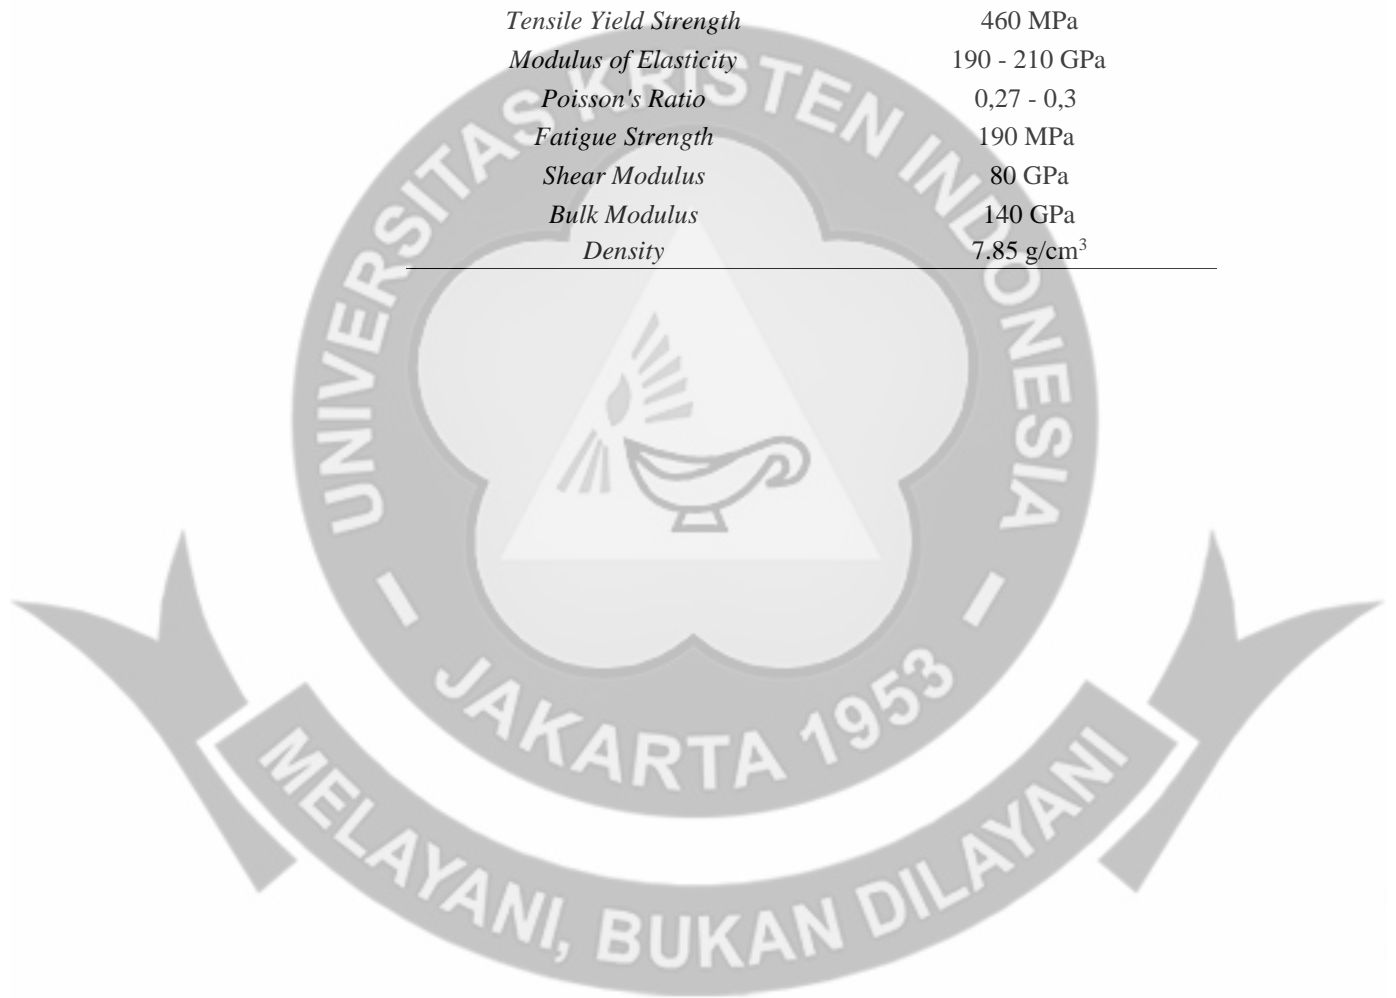 Tensile Yield Strength 460 MPa
Modulus of Elasticity 190 - 210 GPa
Poisson's Ratio 0,27 - 0,3
Fatigue Strength 190 MPa
Shear Modulus 80 GPa
Bulk Modulus 140 GPa
Density 7.85 g/cm³
UNIVERSITAS KRISTEN INDONESIA
JAKARTA 1953
MELAYANI, BUKAN DILAYANI